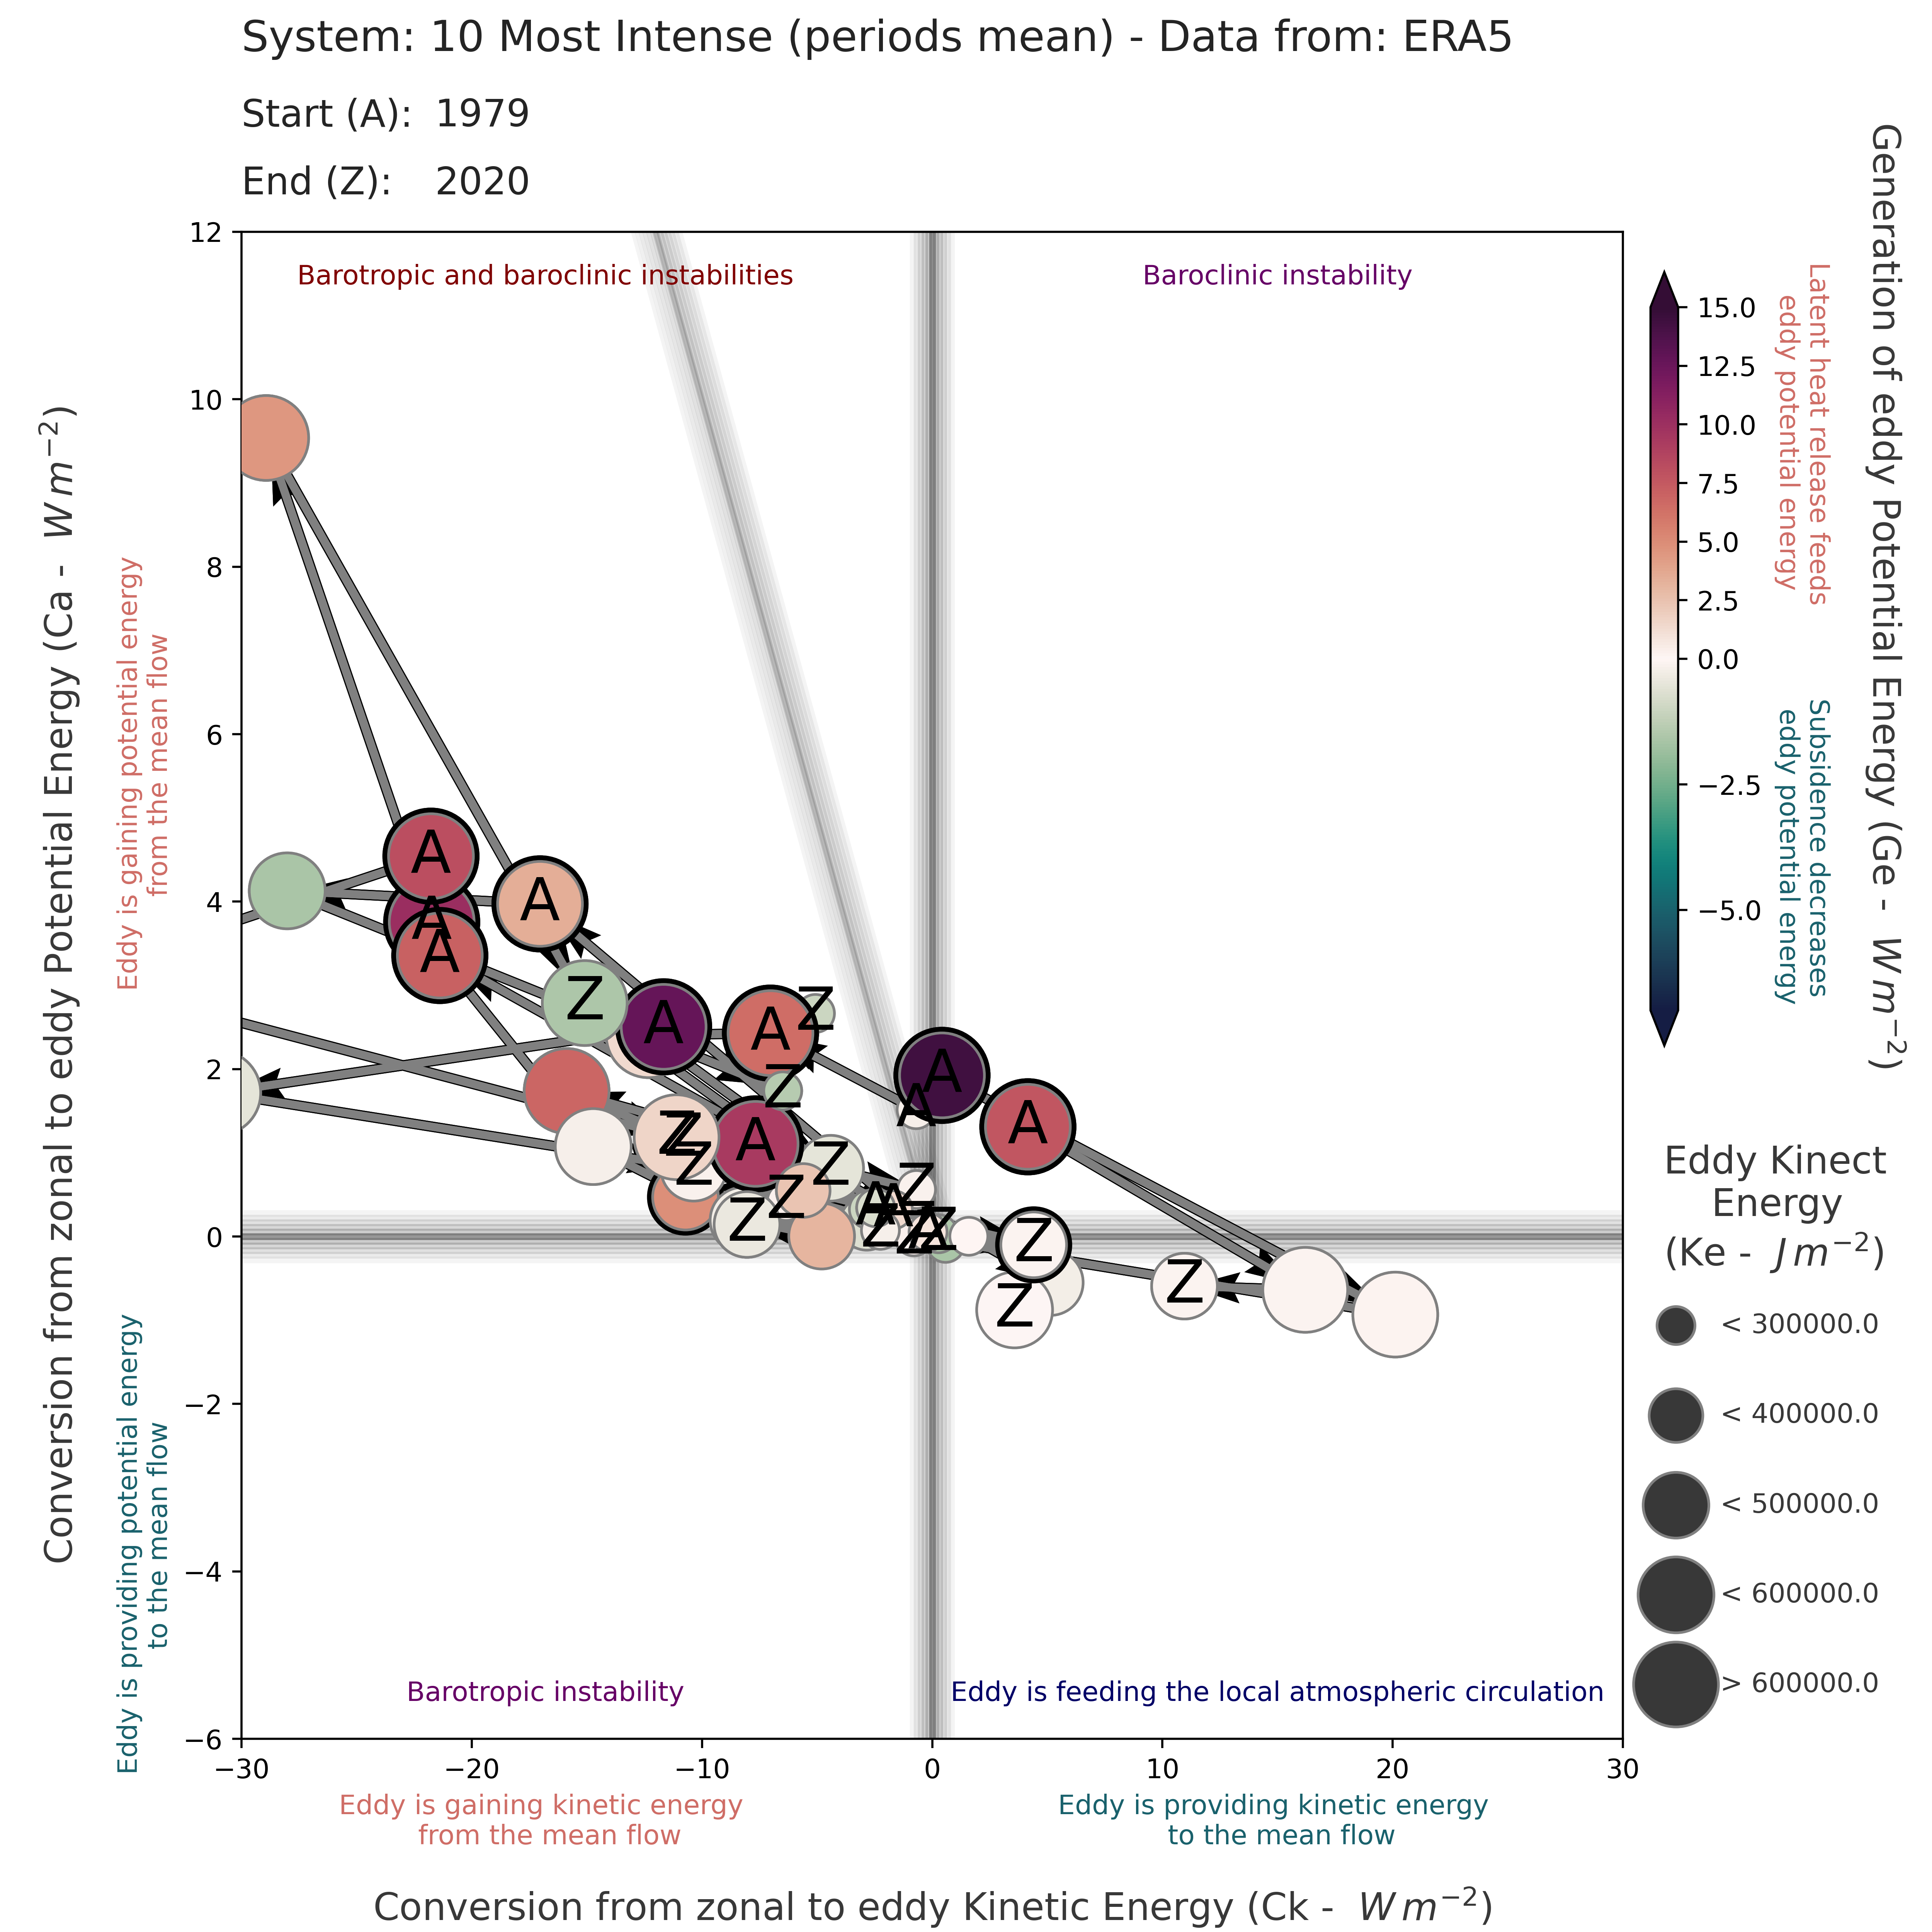 System: 10 Most Intense (periods mean) - Data from: ERA5
Start (A): 1979
End (Z): 2020
Conversion from zonal to eddy Potential Energy (Ca - W m⁻²)
Eddy is gaining potential energy
from the mean flow
Eddy is providing potential energy
to the mean flow
12
10
8
6
4
2
0
−2
−4
−6
Barotropic and baroclinic instabilities
Baroclinic instability
A
A
A
A
Z
A
A
Z
A
A
A
Z
Z
Z
Z
A
Z
Z
Z
Z
A
A
Z
Z
A
Z
Z
Z
Z
Barotropic instability
Eddy is feeding the local atmospheric circulation
−30
−20
−10
0
10
20
30
Eddy is gaining kinetic energy
from the mean flow
Eddy is providing kinetic energy
to the mean flow
Conversion from zonal to eddy Kinetic Energy (Ck - W m⁻²)
15.0
12.5
10.0
7.5
5.0
2.5
0.0
−2.5
−5.0
Latent heat release feeds
eddy potential energy
Subsidence decreases
eddy potential energy
Generation of eddy Potential Energy (Ge - W m⁻²)
Eddy Kinect
Energy
(Ke - J m⁻²)
< 300000.0
< 400000.0
< 500000.0
< 600000.0
> 600000.0